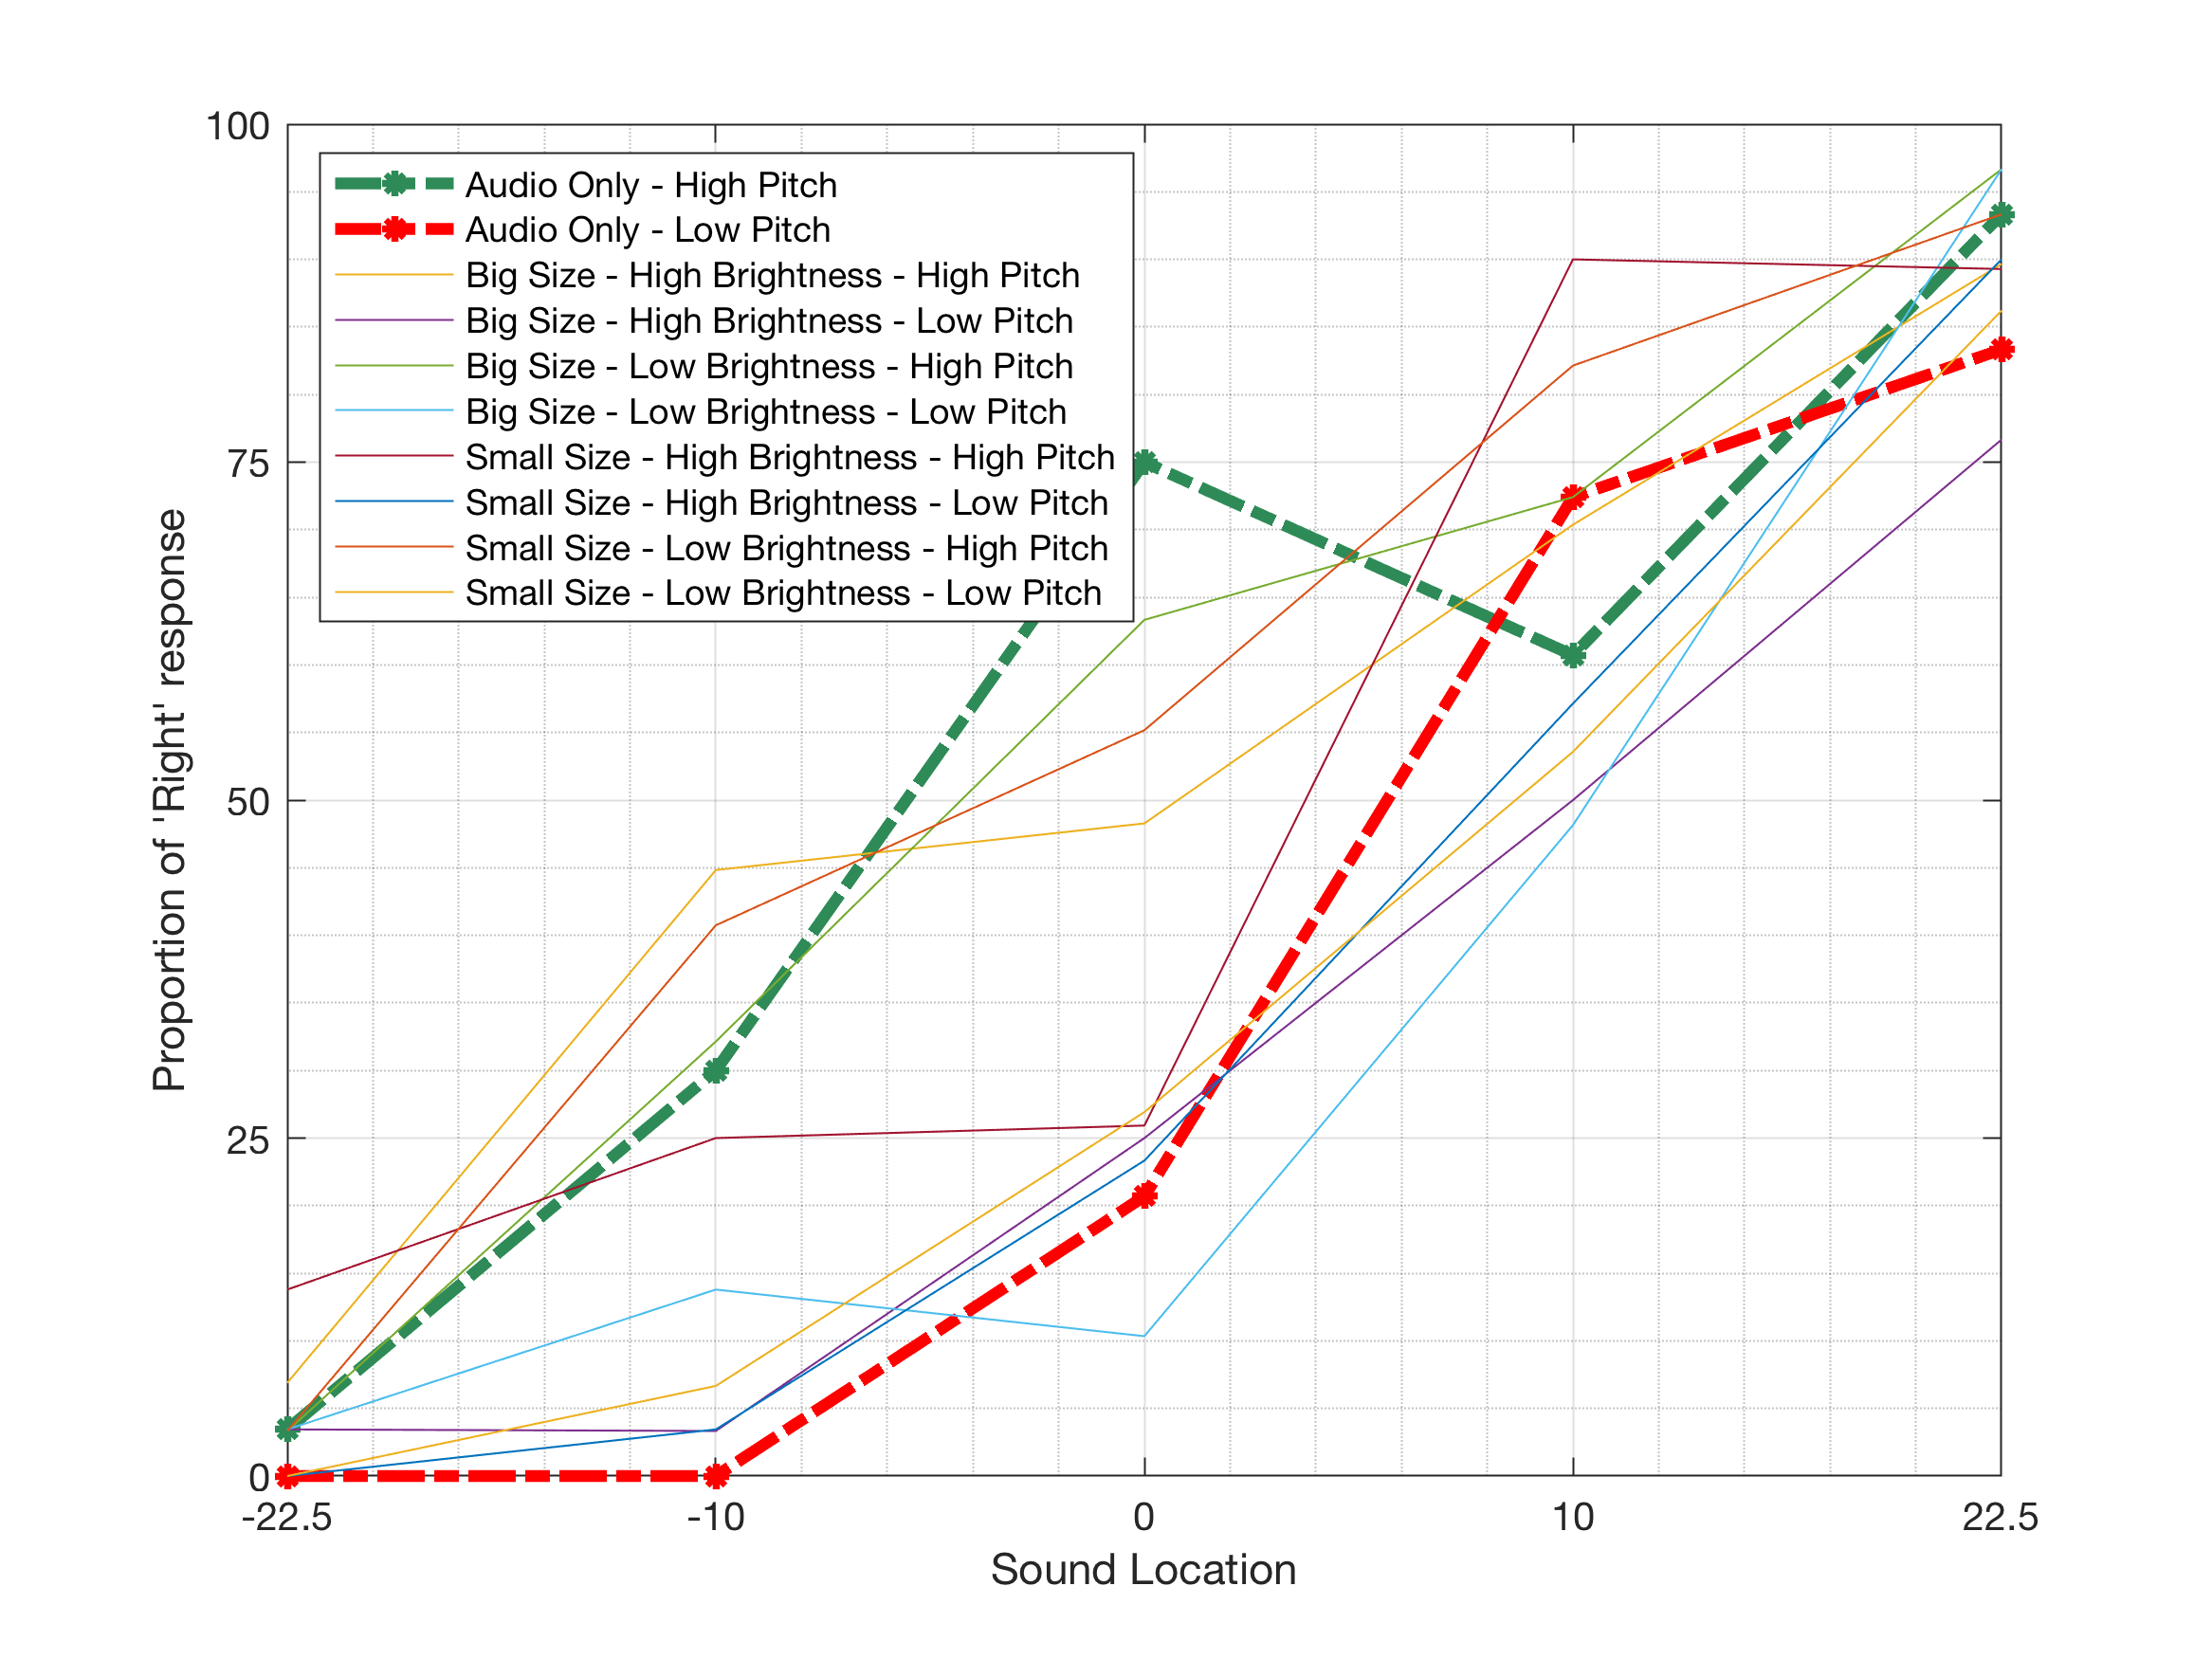 100
75
50
25
0
Proportion of 'Right' response
Audio Only - High Pitch
Audio Only - Low Pitch
Big Size - High Brightness - High Pitch
Big Size - High Brightness - Low Pitch
Big Size - Low Brightness - High Pitch
Big Size - Low Brightness - Low Pitch
Small Size - High Brightness - High Pitch
Small Size - High Brightness - Low Pitch
Small Size - Low Brightness - High Pitch
Small Size - Low Brightness - Low Pitch
-22.5 -10 0 10 22.5
Sound Location